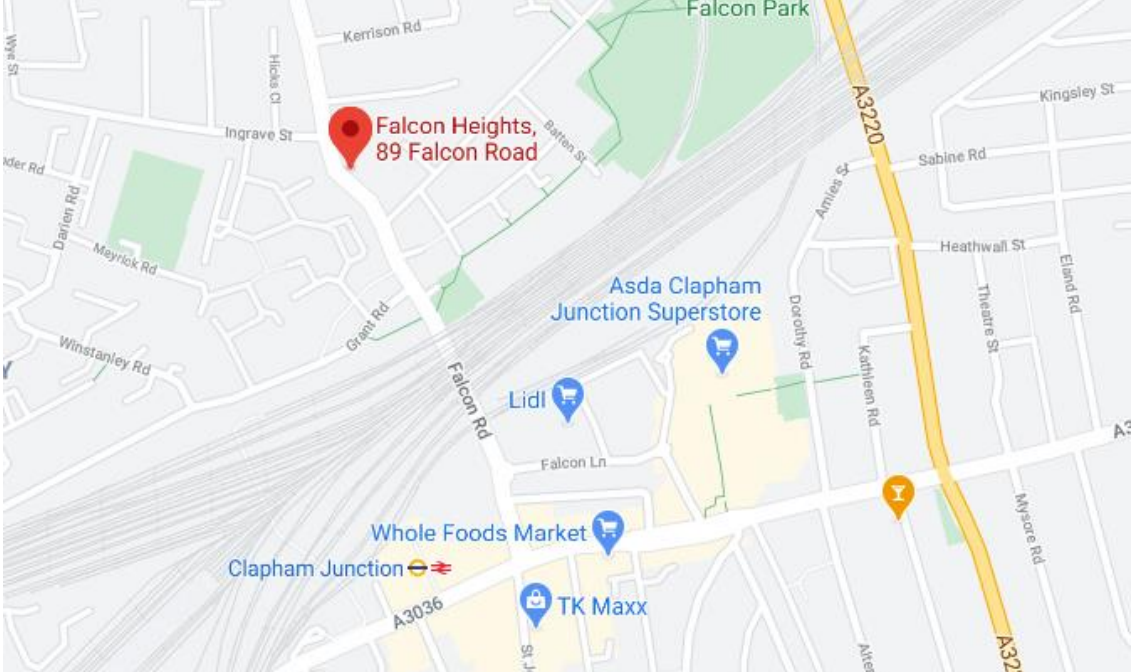 Falcon Park
Kerrison Rd
Wye St
Hicks Cl
A3220
Kingsley St
Falcon Heights,
89 Falcon Road
Ingrave St
Batten St
Sabine Rd
Amies St
Darien Rd
Meyrick Rd
Heathwall St
Eland Rd
Asda Clapham
Junction Superstore
Theatre St
Dorothy Rd
Grant Rd
Winstanley Rd
Kathleen Rd
Falcon Rd
Lidl
Falcon Ln
Mysore Rd
Whole Foods Market
Clapham Junction
A3036
TK Maxx